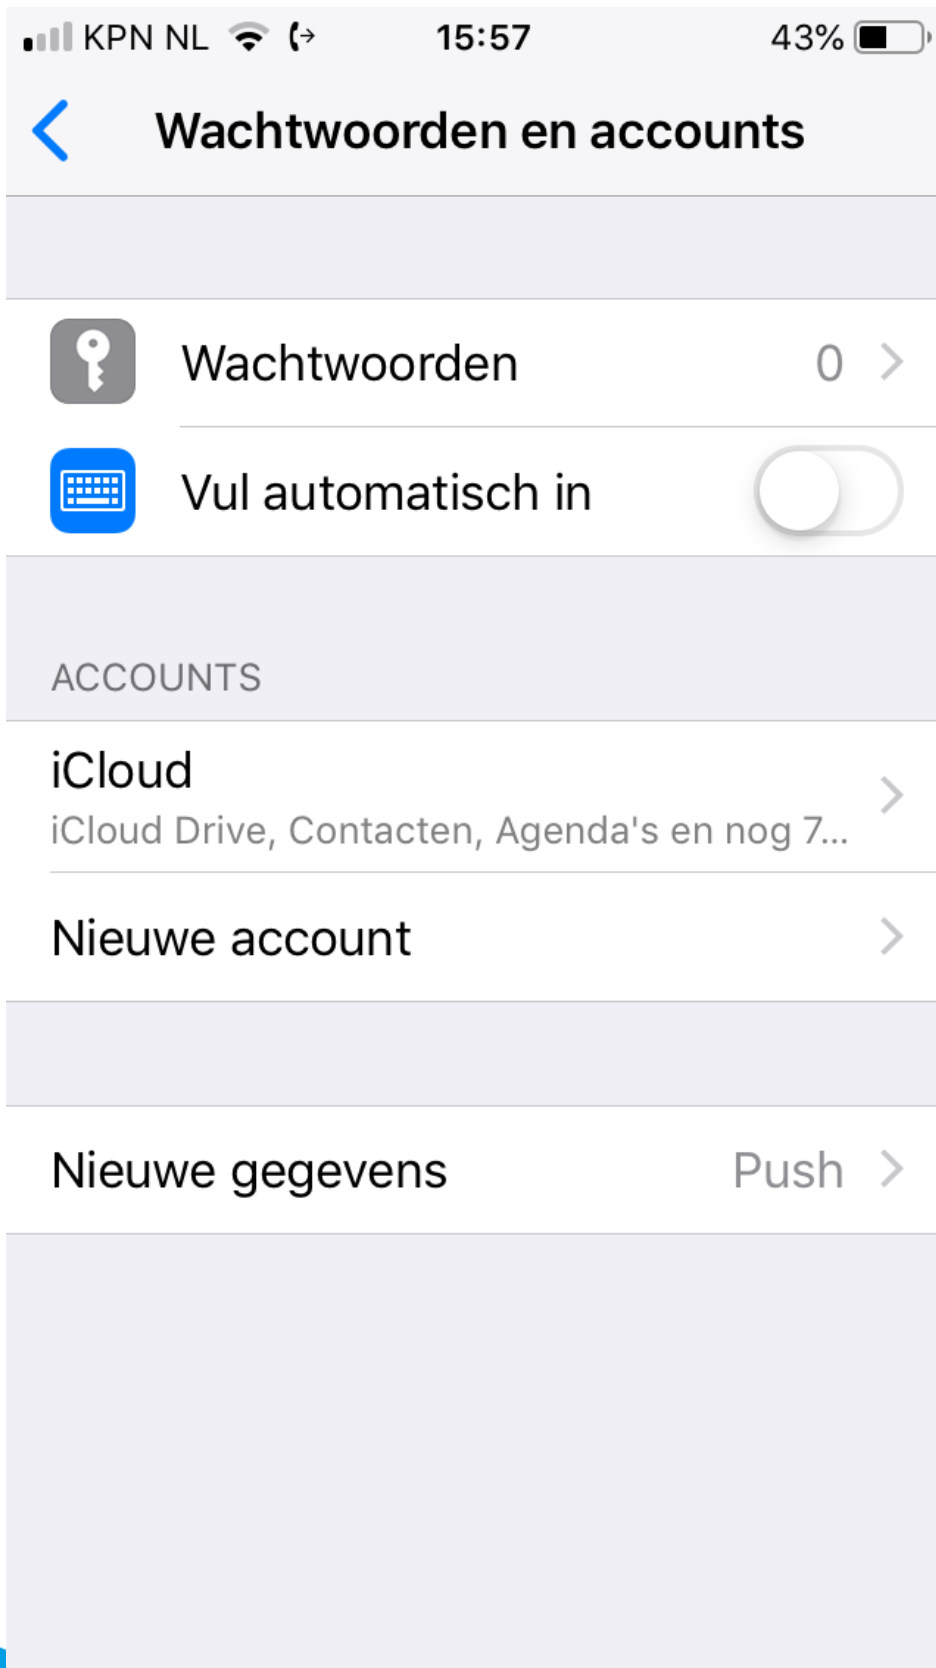 KPN NL 15:57 43%
Wachtwoorden en accounts
Wachtwoorden 0
Vul automatisch in
ACCOUNTS
iCloud
iCloud Drive, Contacten, Agenda's en nog 7...
Nieuwe account
Nieuwe gegevens Push